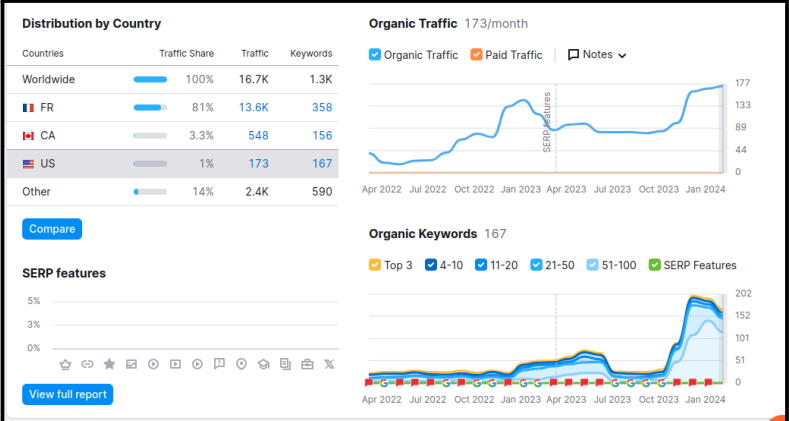 Distribution by Country
Countries Traffic Share Traffic Keywords
Worldwide 100% 16.7K 1.3K
FR 81% 13.6K 358
CA 3.3% 548 156
US 1% 173 167
Other 14% 2.4K 590
Compare
SERP features
5%
3%
0%
View full report
Organic Traffic 173/month
Organic Traffic Paid Traffic Notes
177
133
89
44
0
SERP features
Apr 2022 Jul 2022 Oct 2022 Jan 2023 Apr 2023 Jul 2023 Oct 2023 Jan 2024
Organic Keywords 167
Top 3 4-10 11-20 21-50 51-100 SERP Features
202
152
101
51
0
Apr 2022 Jul 2022 Oct 2022 Jan 2023 Apr 2023 Jul 2023 Oct 2023 Jan 2024